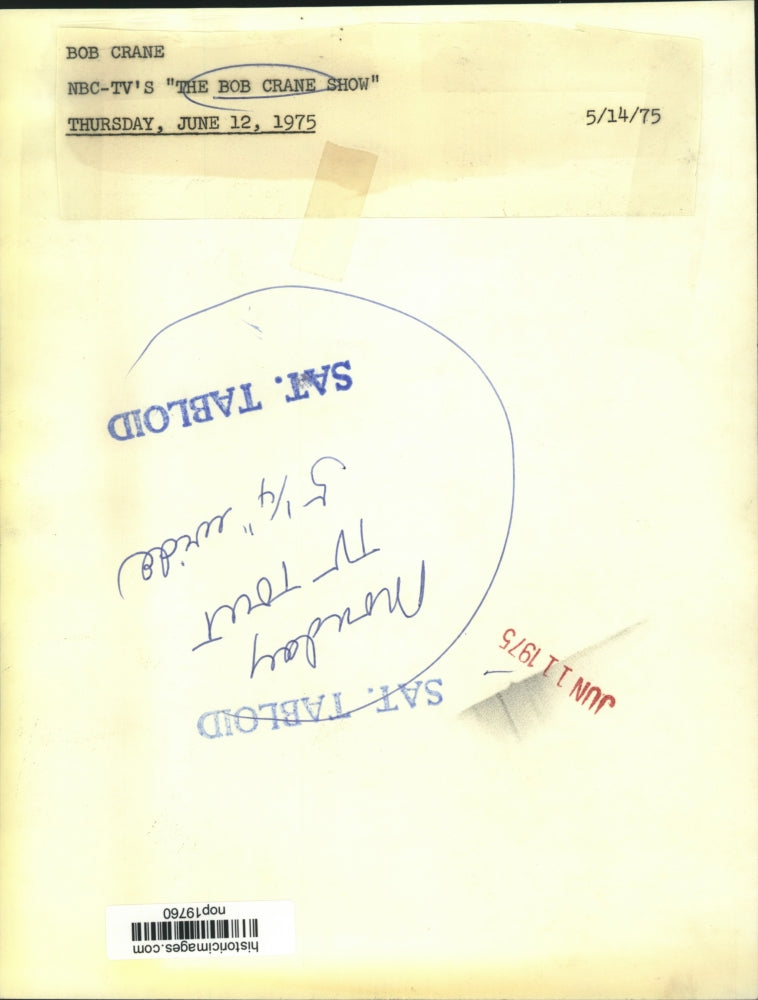 BOB CRANE
NBC-TV'S "THE BOB CRANE SHOW"
THURSDAY, JUNE 12, 1975
5/14/75
SAT. TABLOID
Monday
TV TOUT
5 1/4" wide
SAT. TABLOID
JUN 11 1975
historicimages.com
nop19760